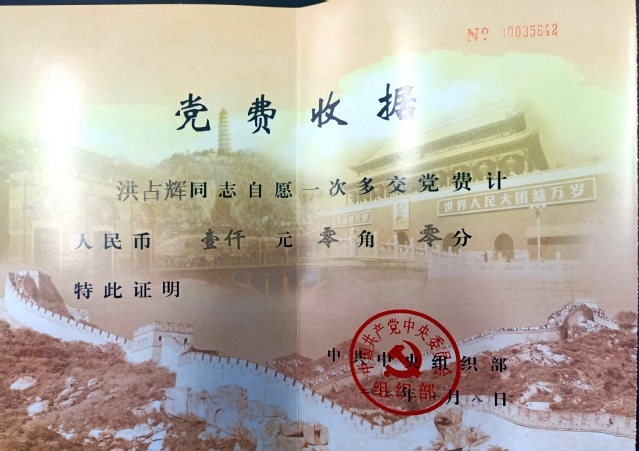 Nº 00035642
党费收据
洪占辉同志自愿一次多交党费计
世界人民大团结万岁
人民币 壹仟 元 零 角 零 分
特此证明
中国共产党中央委员会
中共中央组织部
组织部
年 月八日